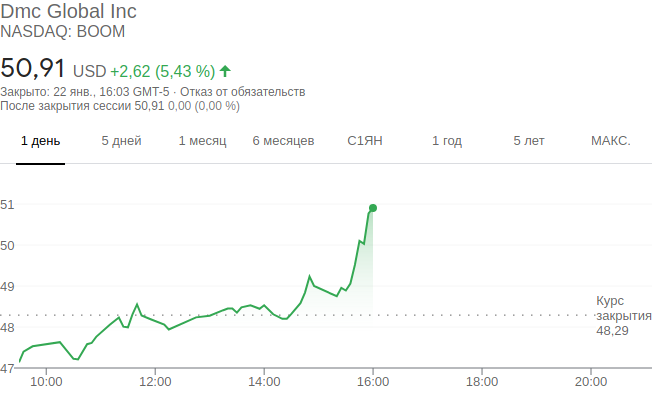 Dmc Global Inc
NASDAQ: BOOM
50,91 USD +2,62 (5,43 %)
Закрыто: 22 янв., 16:03 GMT-5 · Отказ от обязательств
После закрытия сессии 50,91 0,00 (0,00 %)
1 день 5 дней 1 месяц 6 месяцев С1ЯН 1 год 5 лет МАКС.
51
50
49
Курс
закрытия
48,29
48
47
10:00 12:00 14:00 16:00 18:00 20:00